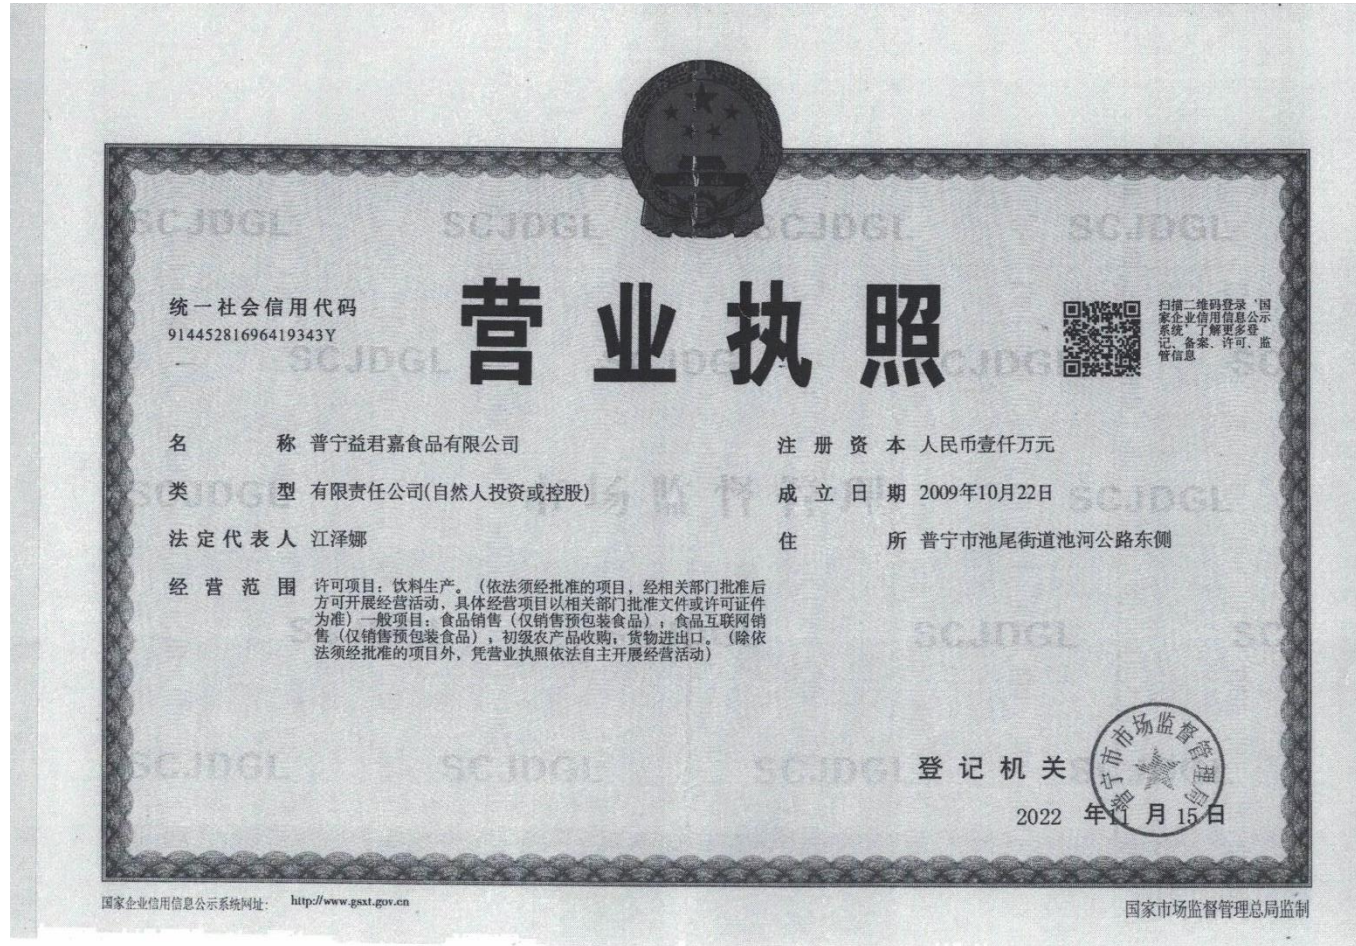 统一社会信用代码
91445281696419343Y
营业执照
扫描二维码登录‘国
家企业信用信息公示
系统’了解更多登
记、备案、许可、监
管信息
名称 普宁益君嘉食品有限公司
类型 有限责任公司(自然人投资或控股)
法定代表人 江泽娜
经营范围 许可项目：饮料生产。（依法须经批准的项目，经相关部门批准后
方可开展经营活动，具体经营项目以相关部门批准文件或许可证件
为准）一般项目：食品销售（仅销售预包装食品）；食品互联网销
售（仅销售预包装食品）；初级农产品收购；货物进出口。（除依
法须经批准的项目外，凭营业执照依法自主开展经营活动）
注册资本 人民币壹仟万元
成立日期 2009年10月22日
住所 普宁市池尾街道池河公路东侧
登记机关
普宁市市场监督管理局
2022 年11 月 15 日
国家企业信用信息公示系统网址： http://www.gsxt.gov.cn
国家市场监督管理总局监制
SCJDGL
市场监督管理